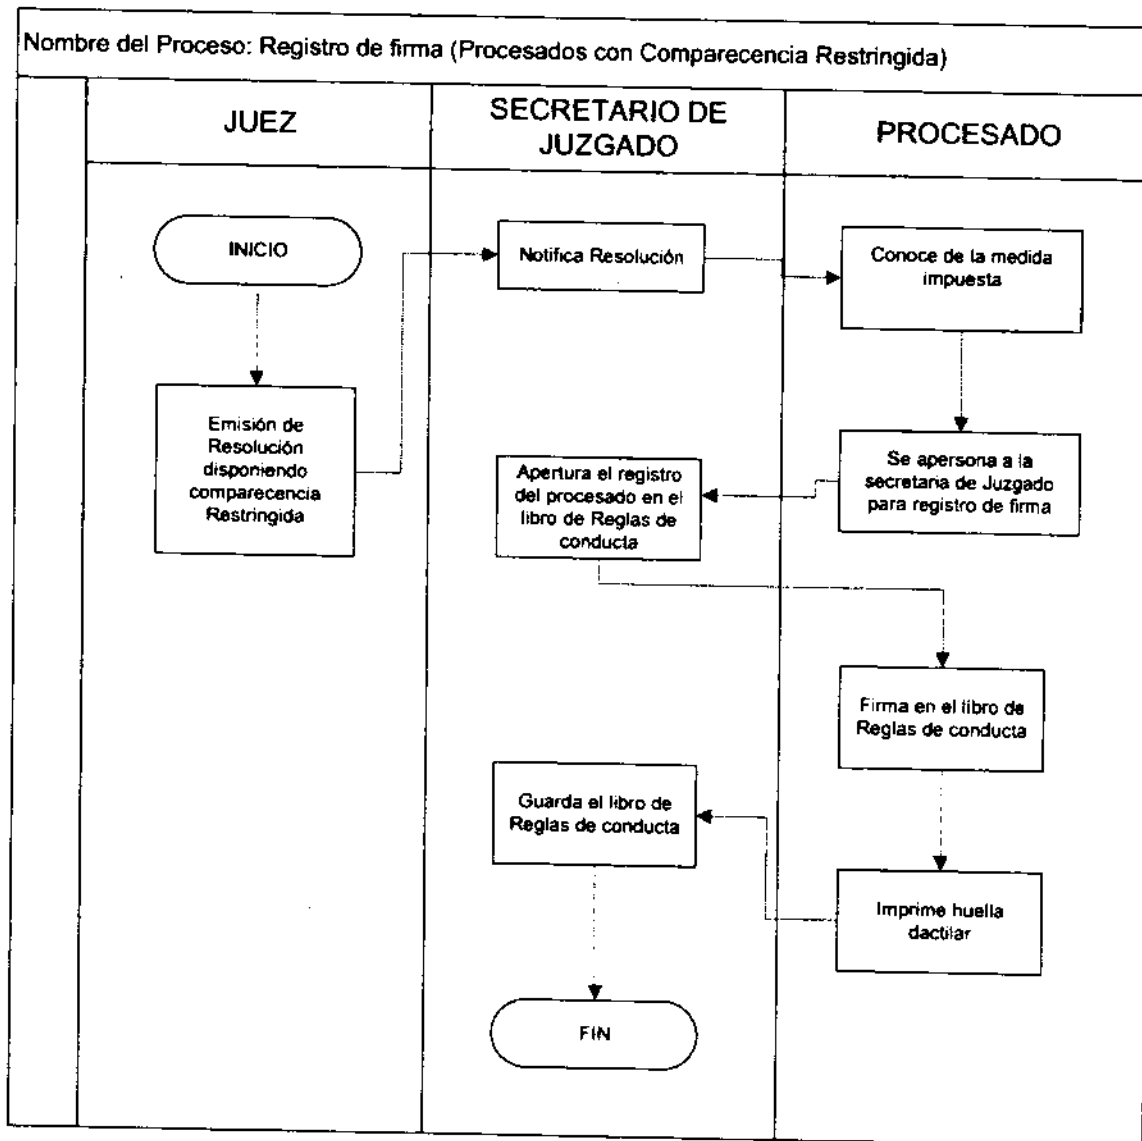 Nombre del Proceso: Registro de firma (Procesados con Comparecencia Restringida)
JUEZ
SECRETARIO DE
JUZGADO
PROCESADO
INICIO
Notifica Resolución
Conoce de la medida
impuesta
Emisión de
Resolución
disponiendo
comparecencia
Restringida
Apertura el registro
del procesado en el
libro de Reglas de
conducta
Se apersona a la
secretaria de Juzgado
para registro de firma
Firma en el libro de
Reglas de conducta
Guarda el libro de
Reglas de conducta
Imprime huella
dactilar
FIN